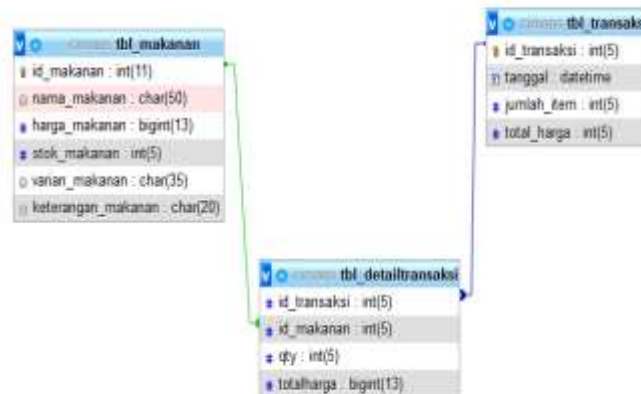 tbl_makanan
id_makanan : int(11)
nama_makanan : char(50)
harga_makanan : bigint(13)
stok_makanan : int(5)
varian_makanan : char(35)
keterangan_makanan : char(20)
tbl_transaks
id_transaksi : int(5)
tanggal : datetime
jumlah_item : int(5)
total_harga : int(5)
tbl_detailtransaksi
id_transaksi : int(5)
id_makanan : int(5)
qty : int(5)
totalharga : bigint(13)